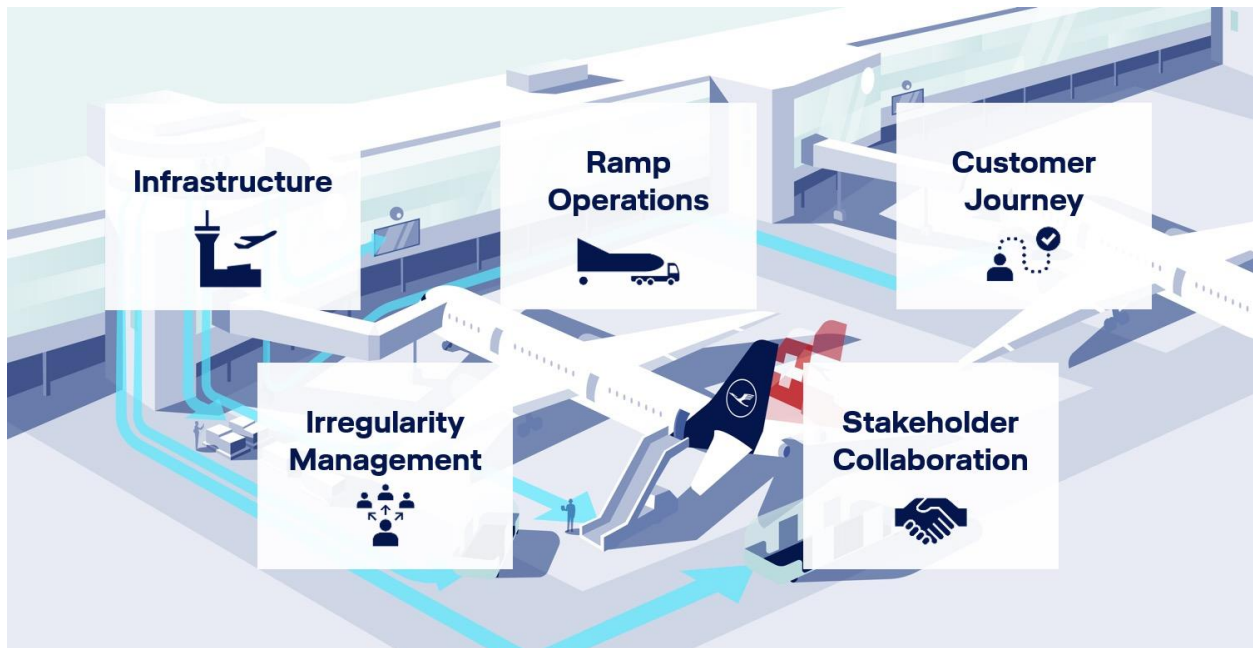 Infrastructure
Ramp
Operations
Customer
Journey
Irregularity
Management
Stakeholder
Collaboration